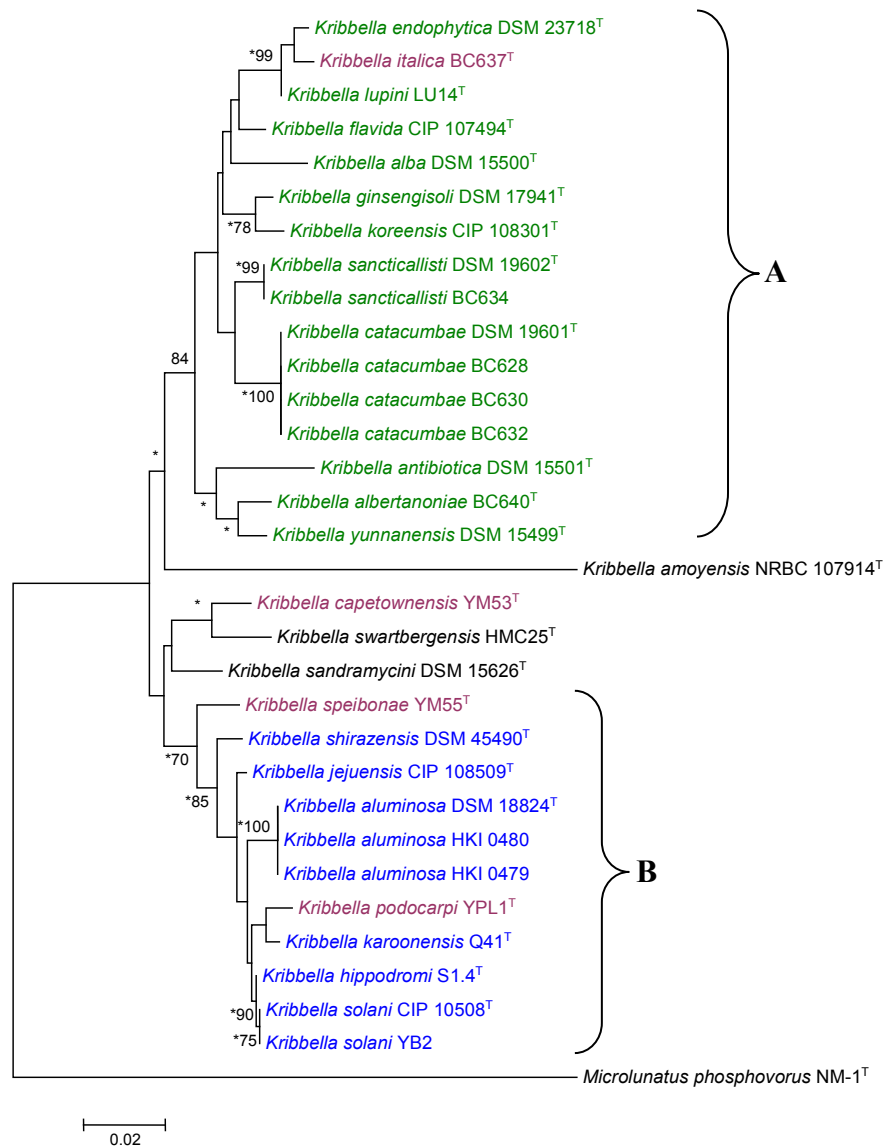 Kribbella endophytica DSM 23718T
*99
Kribbella italica BC637T
Kribbella lupini LU14T
Kribbella flavida CIP 107494T
Kribbella alba DSM 15500T
Kribbella ginsengisoli DSM 17941T
*78
Kribbella koreensis CIP 108301T
*99
Kribbella sancticallisti DSM 19602T
A
Kribbella sancticallisti BC634
Kribbella catacumbae DSM 19601T
84
Kribbella catacumbae BC628
*100
Kribbella catacumbae BC630
Kribbella catacumbae BC632
*
Kribbella antibiotica DSM 15501T
*
Kribbella albertanoniae BC640T
*
Kribbella yunnanensis DSM 15499T
Kribbella amoyensis NRBC 107914T
*
Kribbella capetownensis YM53T
Kribbella swartbergensis HMC25T
Kribbella sandramycini DSM 15626T
Kribbella speibonae YM55T
*70
Kribbella shirazensis DSM 45490T
*85
Kribbella jejuensis CIP 108509T
Kribbella aluminosa DSM 18824T
*100
Kribbella aluminosa HKI 0480
Kribbella aluminosa HKI 0479
B
Kribbella podocarpi YPL1T
Kribbella karoonensis Q41T
Kribbella hippodromi S1.4T
*90
Kribbella solani CIP 10508T
*75
Kribbella solani YB2
Microlunatus phosphovorus NM-1T
0.02